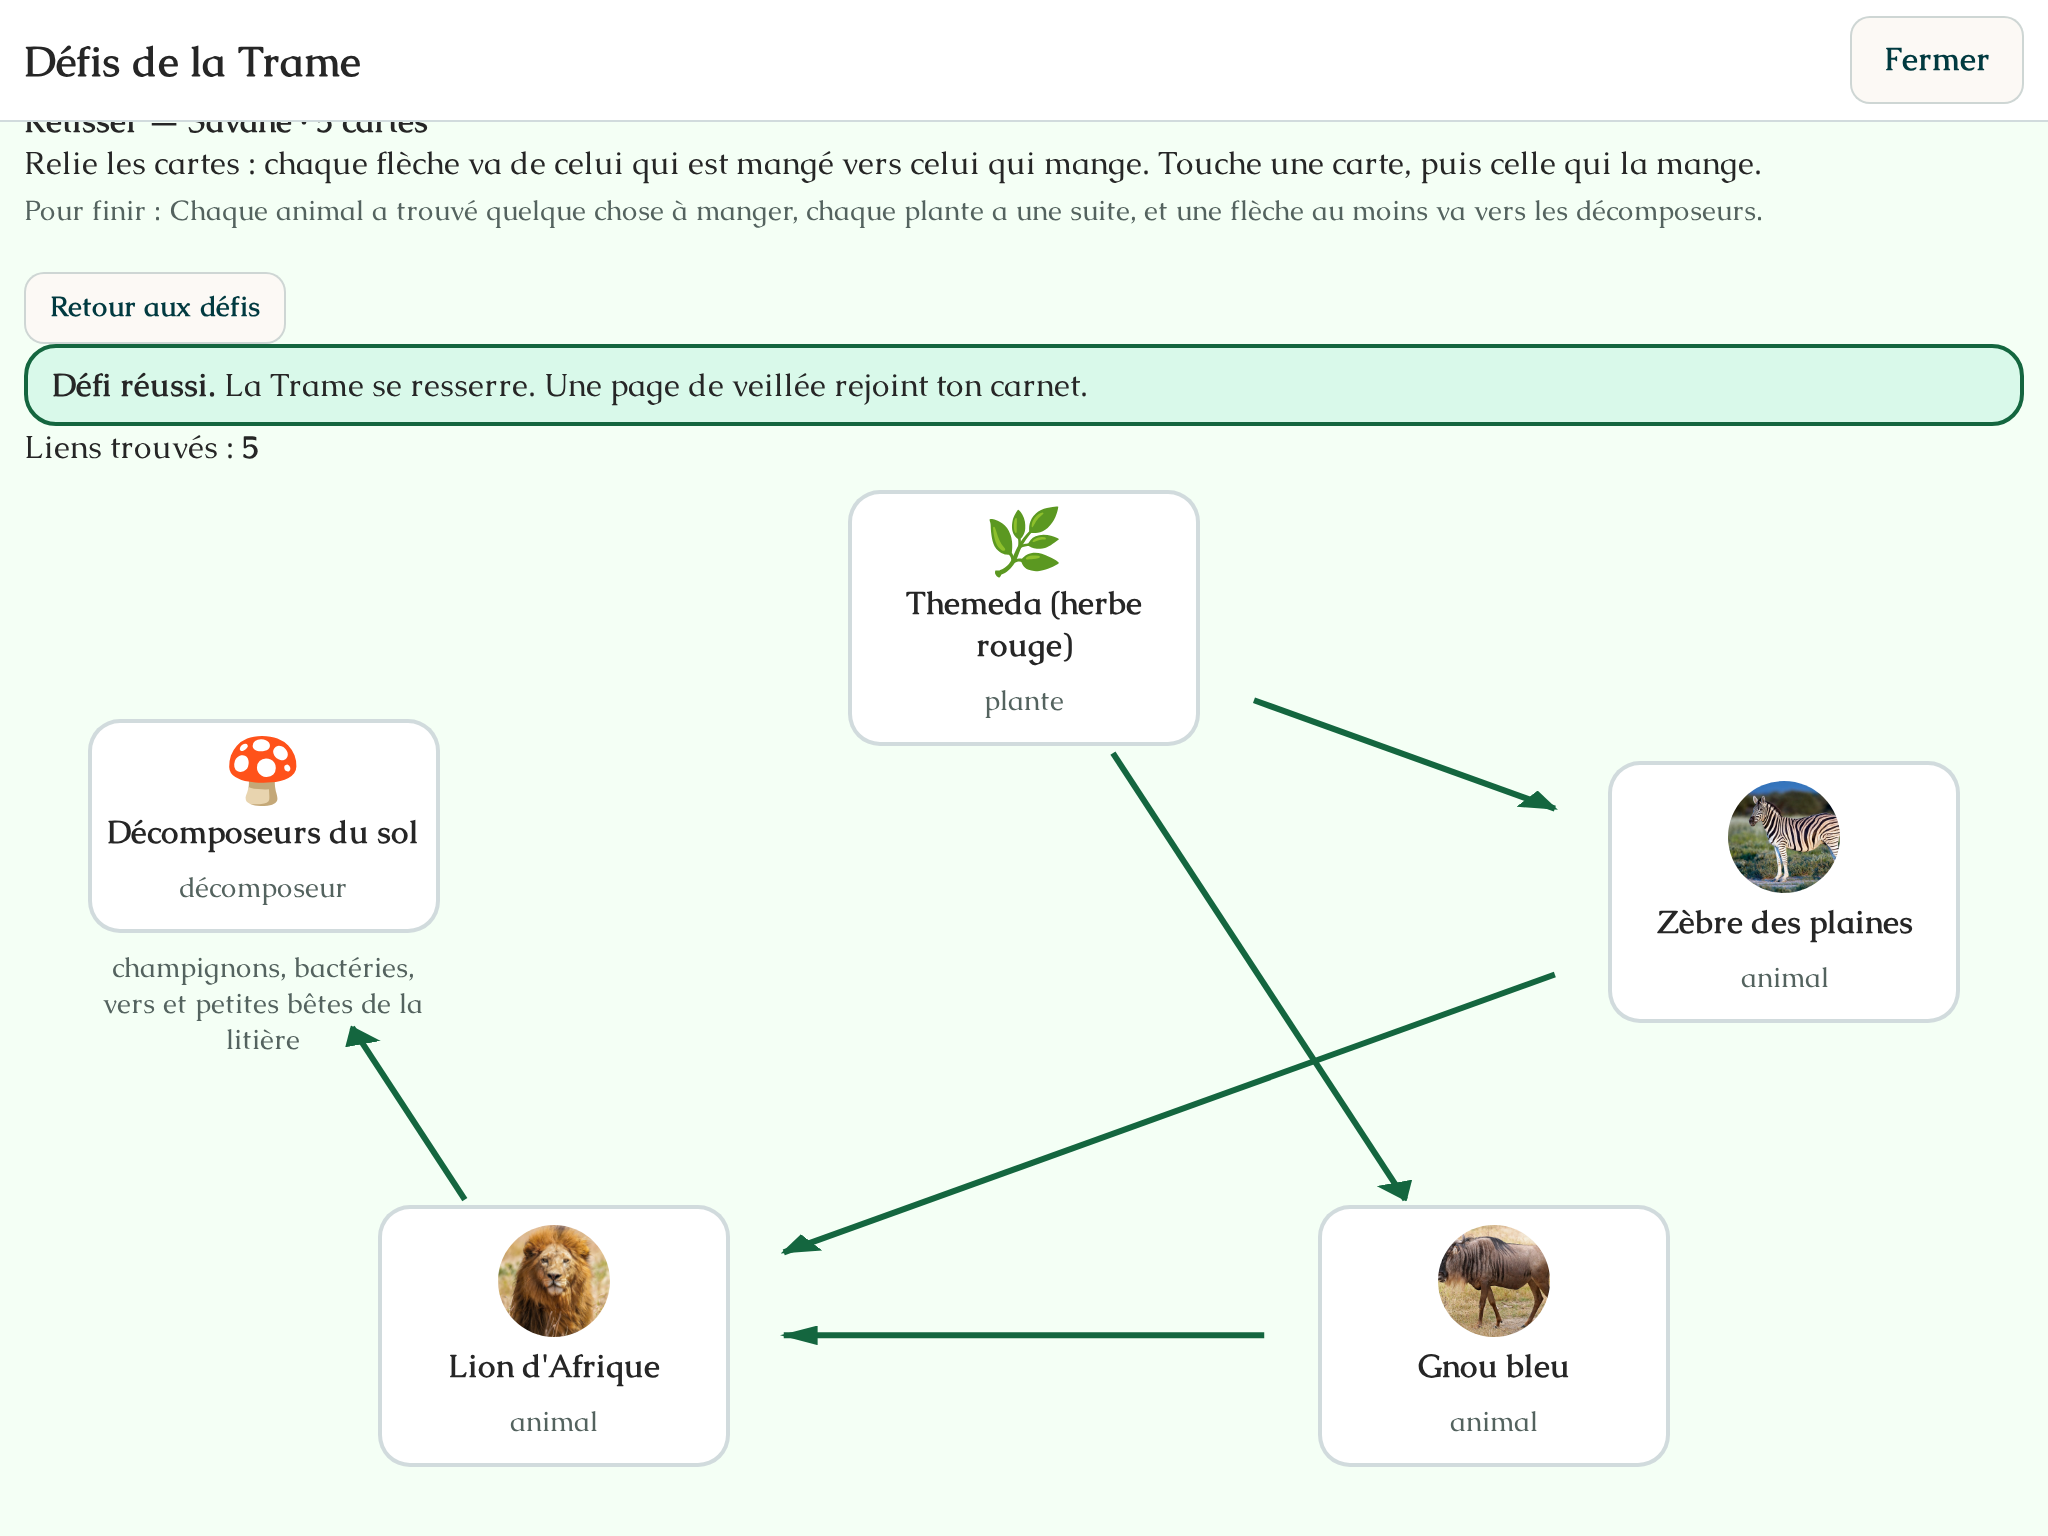 Défis de la Trame
Fermer
Retisser — Savane · 5 cartes
Relie les cartes : chaque flèche va de celui qui est mangé vers celui qui mange. Touche une carte, puis celle qui la mange.
Pour finir : Chaque animal a trouvé quelque chose à manger, chaque plante a une suite, et une flèche au moins va vers les décomposeurs.
Retour aux défis
Défi réussi. La Trame se resserre. Une page de veillée rejoint ton carnet.
Liens trouvés : 5
Themeda (herbe
rouge)
plante
Décomposeurs du sol
décomposeur
champignons, bactéries,
vers et petites bêtes de la
litière
Zèbre des plaines
animal
Lion d'Afrique
animal
Gnou bleu
animal